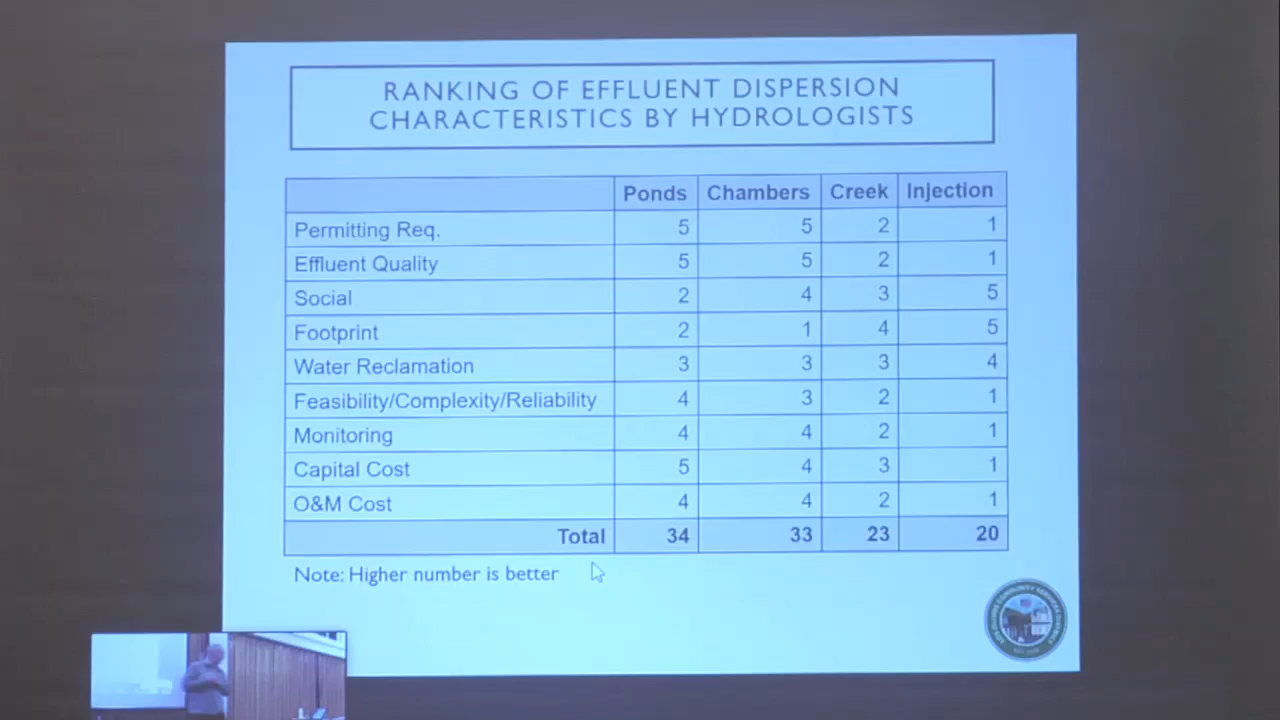 RANKING OF EFFLUENT DISPERSION
CHARACTERISTICS BY HYDROLOGISTS
Ponds Chambers Creek Injection
Permitting Req. 5 5 2 1
Effluent Quality 5 5 2 1
Social 2 4 3 5
Footprint 2 1 4 5
Water Reclamation 3 3 3 4
Feasibility/Complexity/Reliability 4 3 2 1
Monitoring 4 4 2 1
Capital Cost 5 4 3 1
O&M Cost 4 4 2 1
Total 34 33 23 20
Note: Higher number is better
COMMUNITY SERVICES DISTRICT